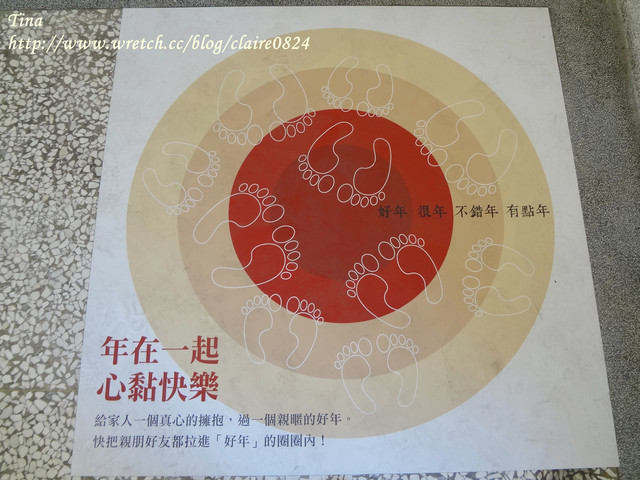 Tina
http://www.wretch.cc/blog/claire0824
好年 很年 不錯年 有點年
年在一起
心黏快樂
給家人一個真心的擁抱，過一個親暱的好年。
快把親朋好友都拉進「好年」的圈圈內！